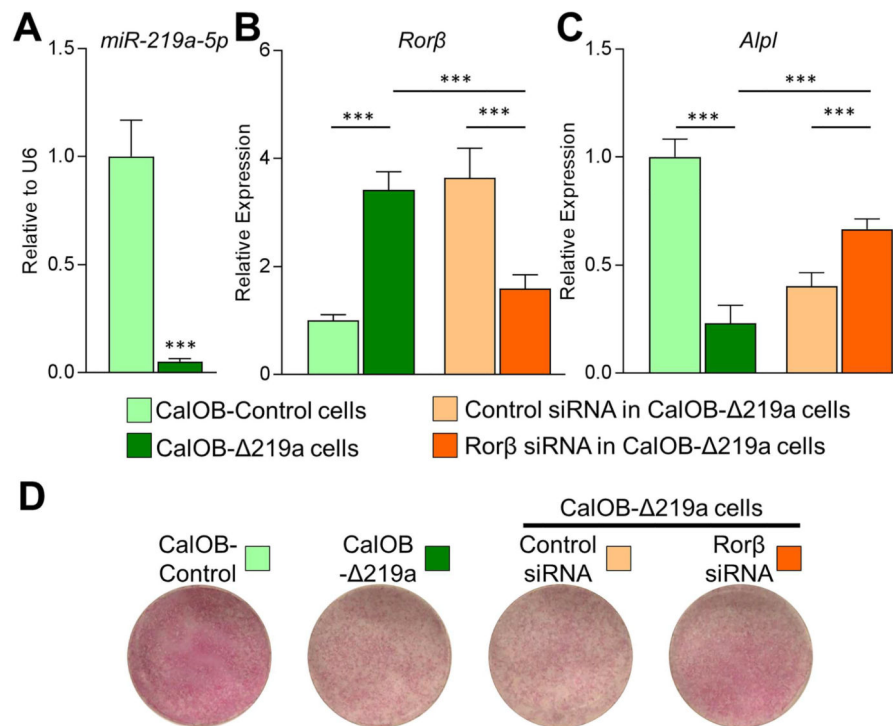 A
miR-219a-5p
Relative to U6
1.5
1.0
0.5
0.0
***
B
Rorβ
Relative Expression
6
4
2
0
***
***
***
C
Alpl
Relative Expression
1.5
1.0
0.5
0.0
***
***
***
CalOB-Control cells
CalOB-Δ219a cells
Control siRNA in CalOB-Δ219a cells
Rorβ siRNA in CalOB-Δ219a cells
D
CalOB-Δ219a cells
CalOB-
Control
CalOB
-Δ219a
Control
siRNA
Rorβ
siRNA